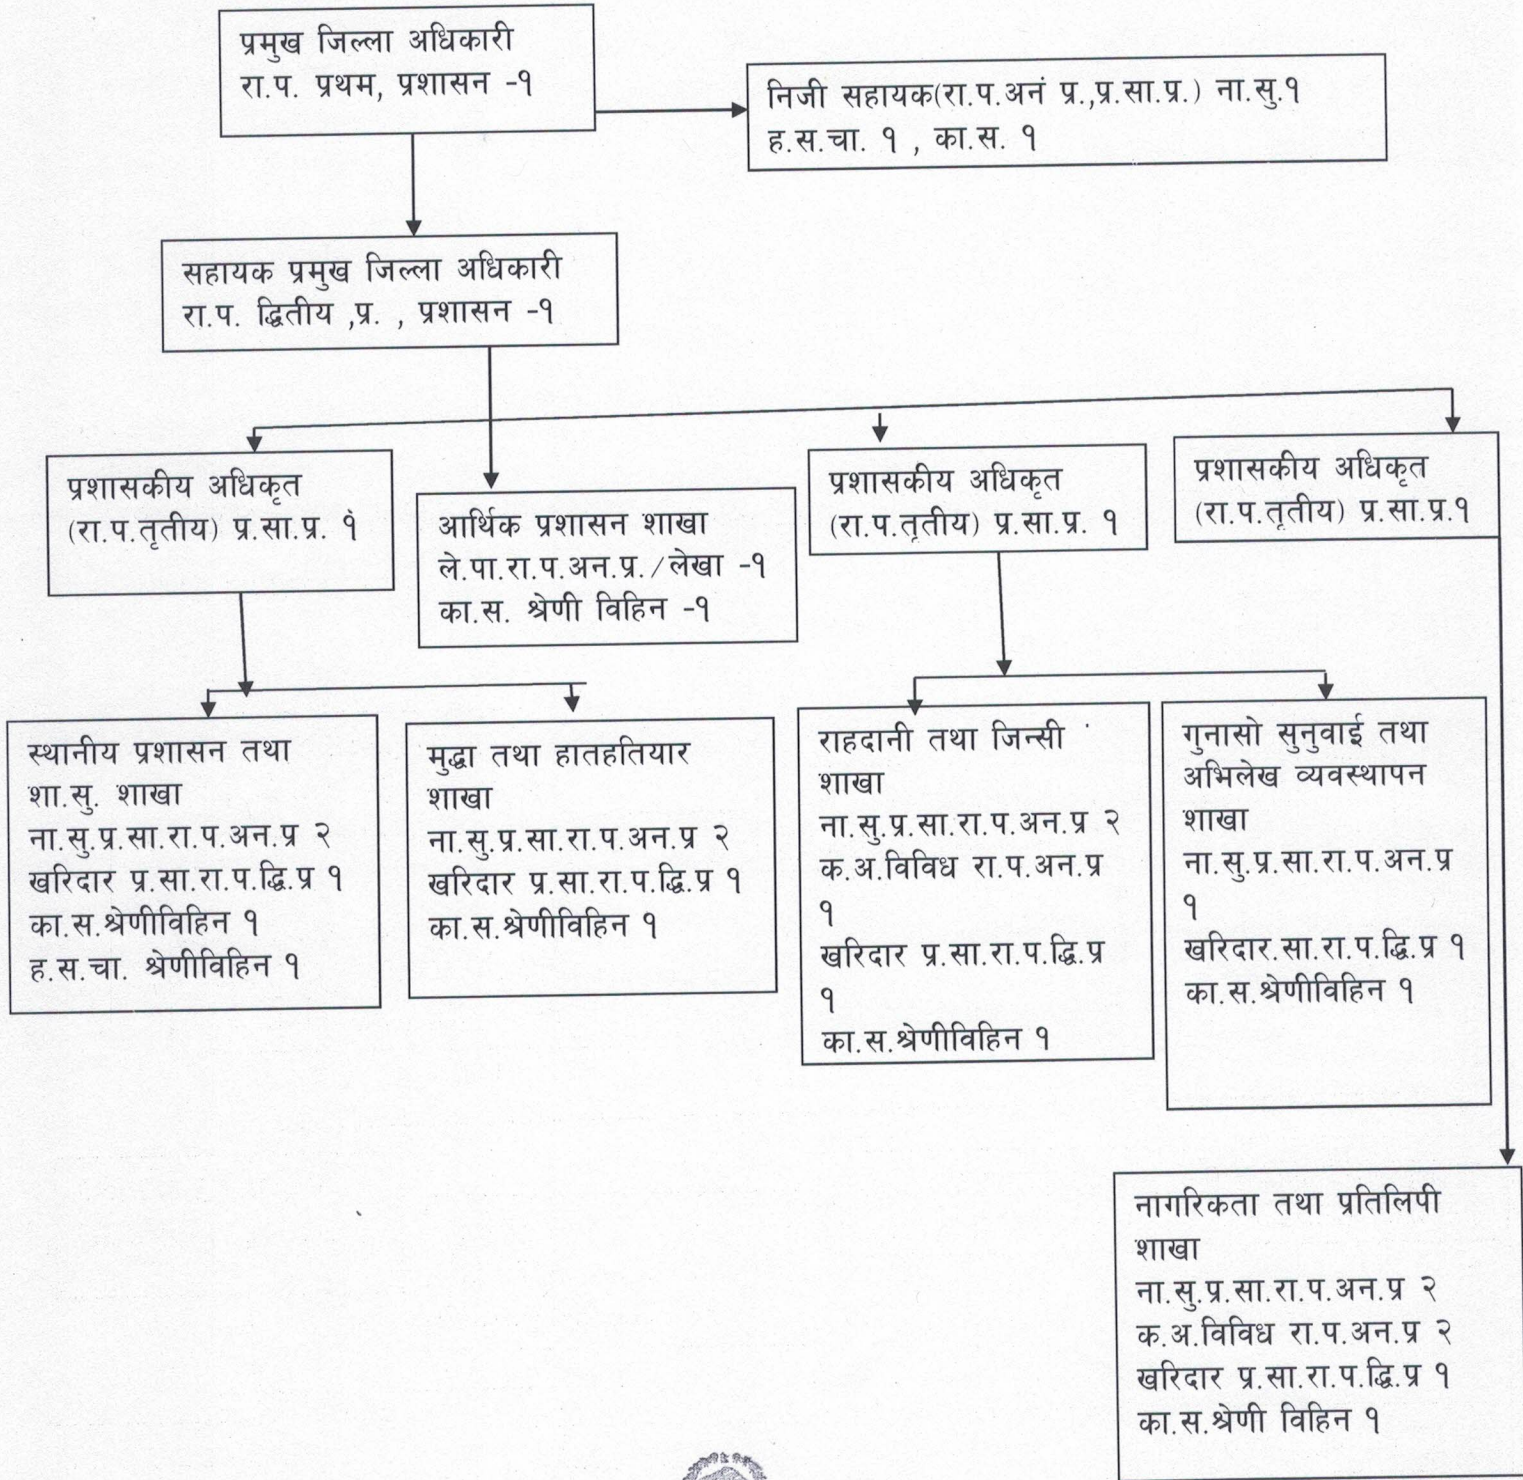 प्रमुख जिल्ला अधिकारी
रा.प. प्रथम, प्रशासन -१
निजी सहायक(रा.प.अनं प्र.,प्र.सा.प्र.) ना.सु.१
ह.स.चा. १ , का.स. १
सहायक प्रमुख जिल्ला अधिकारी
रा.प. द्धितीय ,प्र. , प्रशासन -१
प्रशासकीय अधिकृत
(रा.प.तृतीय) प्र.सा.प्र. १
आर्थिक प्रशासन शाखा
ले.पा.रा.प.अन.प्र./लेखा -१
का.स. श्रेणी विहिन -१
प्रशासकीय अधिकृत
(रा.प.तृतीय) प्र.सा.प्र. १
प्रशासकीय अधिकृत
(रा.प.तृतीय) प्र.सा.प्र.१
स्थानीय प्रशासन तथा
शा.सु. शाखा
ना.सु.प्र.सा.रा.प.अन.प्र २
खरिदार प्र.सा.रा.प.द्धि.प्र १
का.स.श्रेणीविहिन १
ह.स.चा. श्रेणीविहिन १
मुद्धा तथा हातहतियार
शाखा
ना.सु.प्र.सा.रा.प.अन.प्र २
खरिदार प्र.सा.रा.प.द्धि.प्र १
का.स.श्रेणीविहिन १
राहदानी तथा जिन्सी
शाखा
ना.सु.प्र.सा.रा.प.अन.प्र २
क.अ.विविध रा.प.अन.प्र
१
खरिदार प्र.सा.रा.प.द्धि.प्र
१
का.स.श्रेणीविहिन १
गुनासो सुनुवाई तथा
अभिलेख व्यवस्थापन
शाखा
ना.सु.प्र.सा.रा.प.अन.प्र
१
खरिदार.सा.रा.प.द्धि.प्र १
का.स.श्रेणीविहिन १
नागरिकता तथा प्रतिलिपी
शाखा
ना.सु.प्र.सा.रा.प.अन.प्र २
क.अ.विविध रा.प.अन.प्र २
खरिदार प्र.सा.रा.प.द्धि.प्र १
का.स.श्रेणी विहिन १